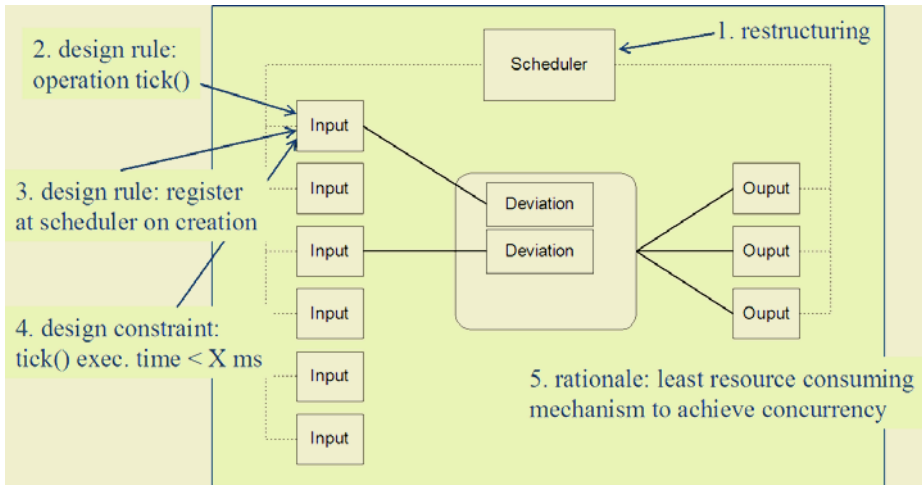 1. restructuring
2. design rule:
operation tick()
Scheduler
Input
3. design rule: register
at scheduler on creation
Input
Deviation
Ouput
Input
Deviation
Ouput
4. design constraint:
tick() exec. time < X ms
Input
Ouput
Input
5. rationale: least resource consuming
mechanism to achieve concurrency
Input